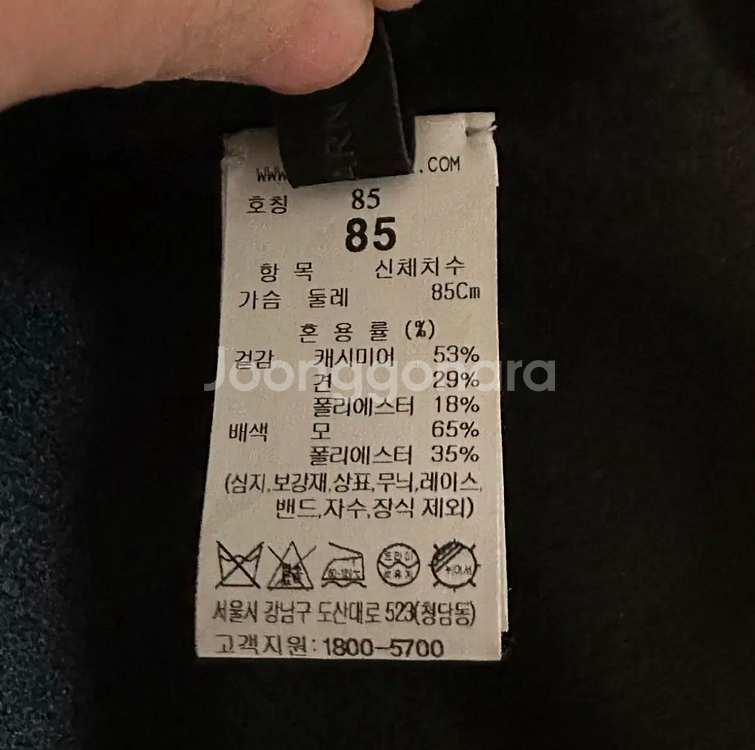 WWW .COM
호칭 85
85
항 목 신체치수
가슴 둘레 85Cm
혼 용 률 (%)
겉감 캐시미어 53%
견 29%
폴리에스터 18%
배색 모 65%
폴리에스터 35%
(심지,보강재,상표,무늬,레이스,
밴드,자수,장식 제외)
드라이
서울시 강남구 도산대로 523(청담동)
고객지원:1800-5700
Joonggonara